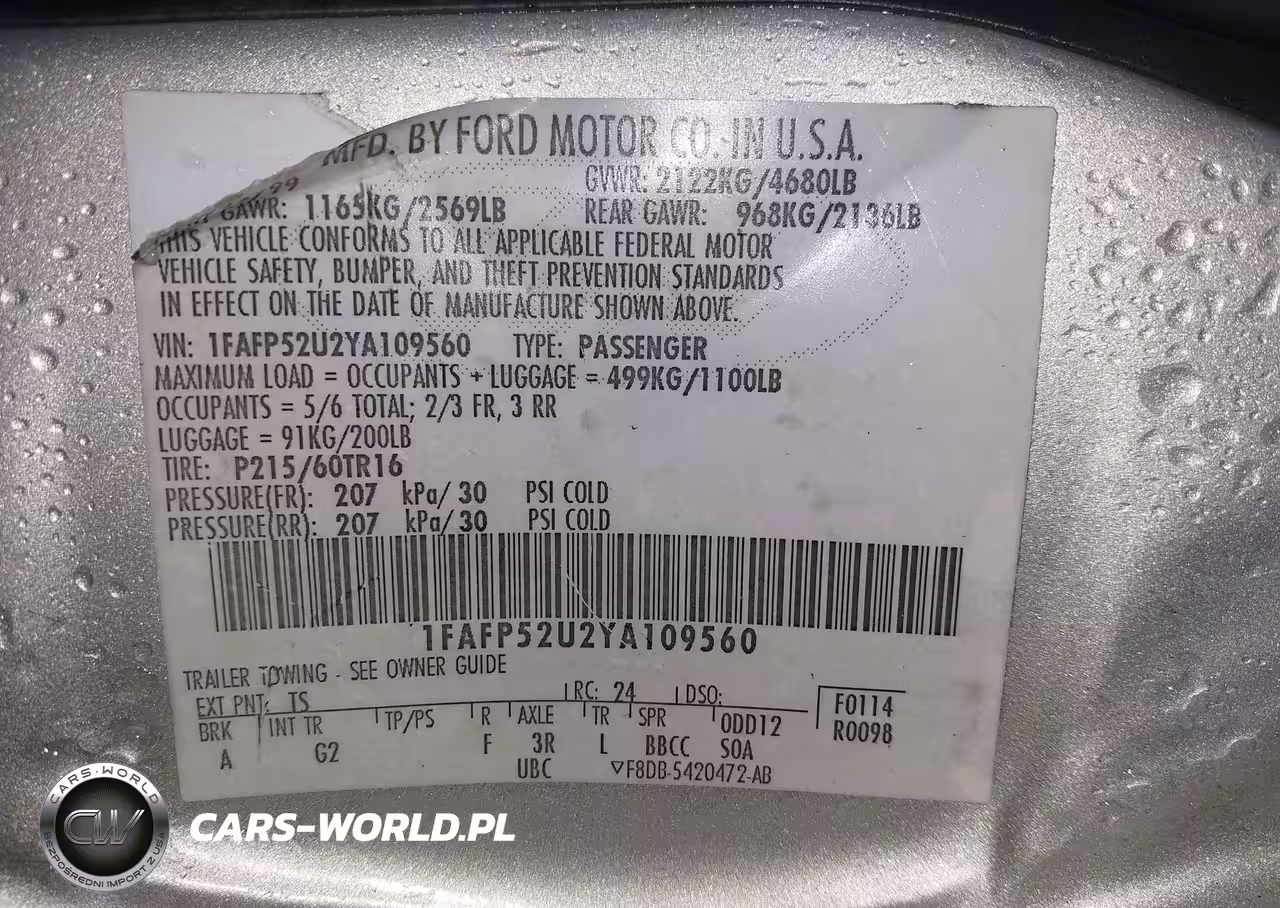 MFD. BY FORD MOTOR CO. IN U.S.A.
99 GVWR: 2122KG/4680LB
GAWR: 1165KG/2569LB REAR GAWR: 968KG/2136LB
THIS VEHICLE CONFORMS TO ALL APPLICABLE FEDERAL MOTOR
VEHICLE SAFETY, BUMPER, AND THEFT PREVENTION STANDARDS
IN EFFECT ON THE DATE OF MANUFACTURE SHOWN ABOVE.
VIN: 1FAFP52U2YA109560 TYPE: PASSENGER
MAXIMUM LOAD = OCCUPANTS + LUGGAGE = 499KG/1100LB
OCCUPANTS = 5/6 TOTAL; 2/3 FR, 3 RR
LUGGAGE = 91KG/200LB
TIRE: P215/60TR16
PRESSURE(FR): 207 kPa/ 30 PSI COLD
PRESSURE(RR): 207 kPa/ 30 PSI COLD
1FAFP52U2YA109560
TRAILER TOWING - SEE OWNER GUIDE
EXT PNT: TS RC: 24 DSO: F0114
BRK INT TR TP/PS R AXLE TR SPR ODD12 R0098
A G2 F 3R L BBCC SOA
UBC ▽F8DB-5420472-AB
CARS-WORLD
CW
BEZPOŚREDNI IMPORT Z USA
CARS-WORLD.PL